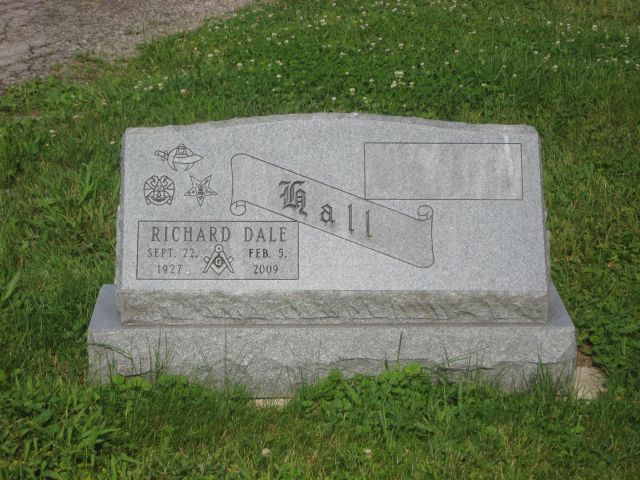 Hall
RICHARD DALE
SEPT. 22, FEB. 5,
1927 G 2009